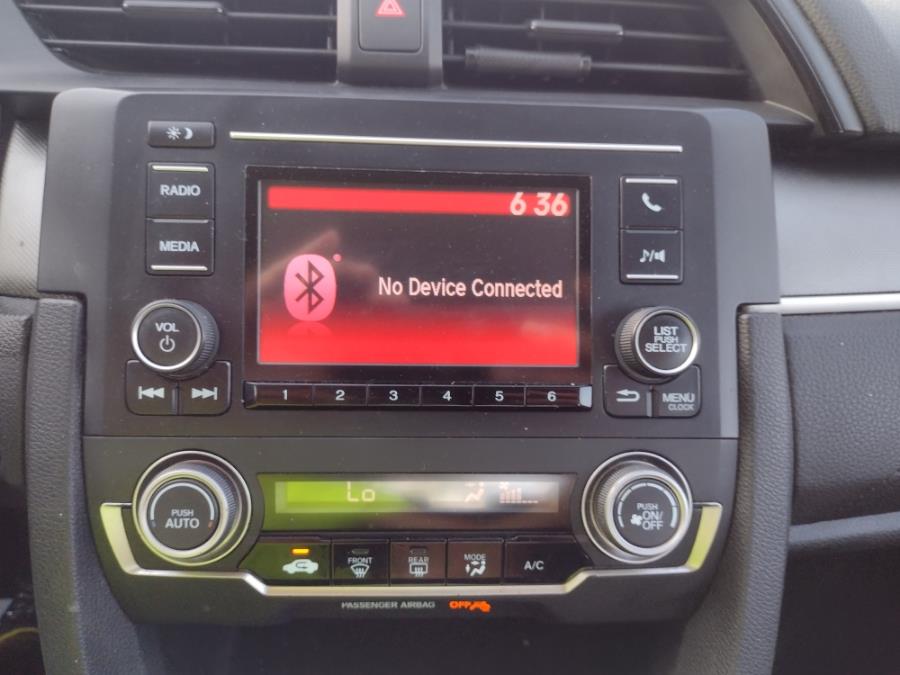 RADIO
MEDIA
6 36
No Device Connected
VOL
LIST
PUSH
SELECT
MENU
CLOCK
1 2 3 4 5 6
PUSH
AUTO
Lo
PUSH
ON/
OFF
FRONT
REAR
MODE
A/C
PASSENGER AIRBAG OFF